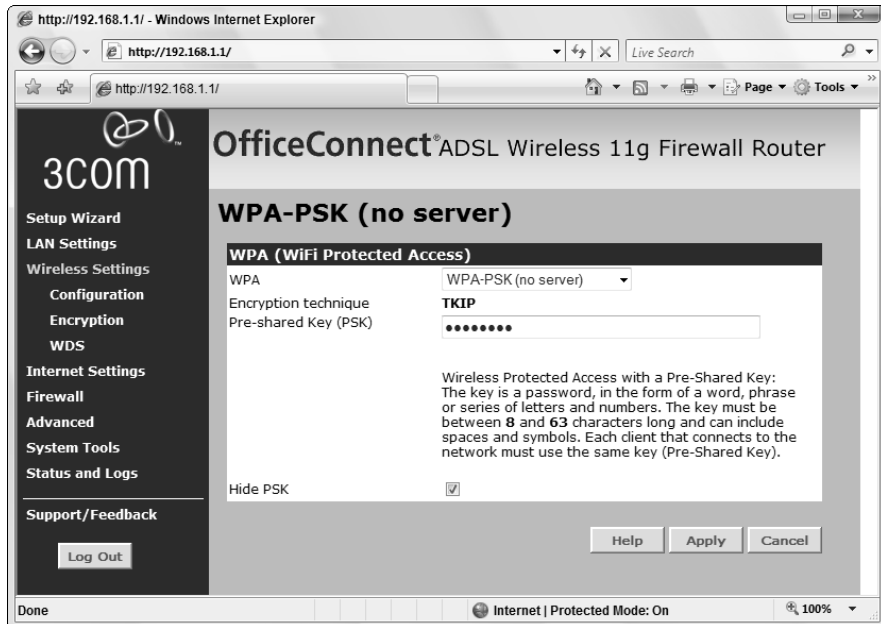 http://192.168.1.1/ - Windows Internet Explorer
http://192.168.1.1/
Live Search
http://192.168.1.1/
Page
Tools
3COM
OfficeConnect® ADSL Wireless 11g Firewall Router
Setup Wizard
LAN Settings
Wireless Settings
Configuration
Encryption
WDS
Internet Settings
Firewall
Advanced
System Tools
Status and Logs
Support/Feedback
Log Out
WPA-PSK (no server)
WPA (WiFi Protected Access)
WPA WPA-PSK (no server)
Encryption technique TKIP
Pre-shared Key (PSK) ••••••••
Wireless Protected Access with a Pre-Shared Key:
The key is a password, in the form of a word, phrase
or series of letters and numbers. The key must be
between 8 and 63 characters long and can include
spaces and symbols. Each client that connects to the
network must use the same key (Pre-Shared Key).
Hide PSK
Help Apply Cancel
Done
Internet | Protected Mode: On
100%